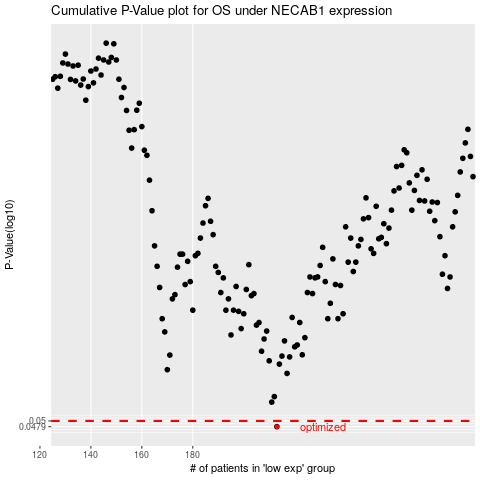 Cumulative P-Value plot for OS under NECAB1 expression
P-Value(log10)
0.05
0.0479
optimized
120 140 160 180
# of patients in 'low exp' group